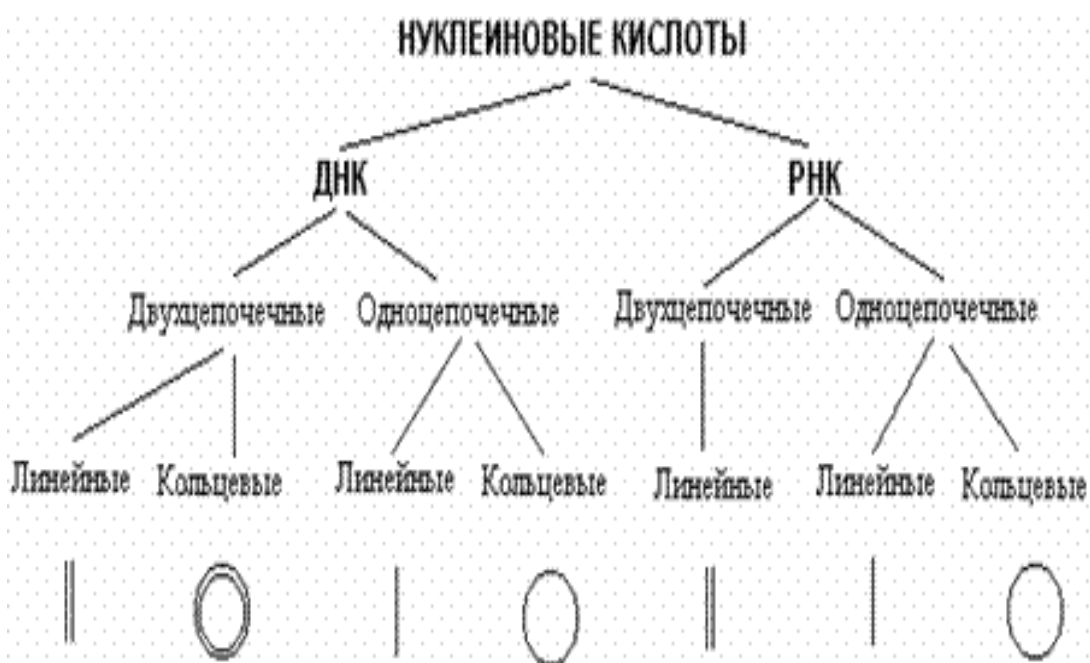 НУКЛЕИНОВЫЕ КИСЛОТЫ
ДНК РНК
Двухцепочечные Одноцепочечные Двухцепочечные Одноцепочечные
Линейные Кольцевые Линейные Кольцевые Линейные Линейные Кольцевые